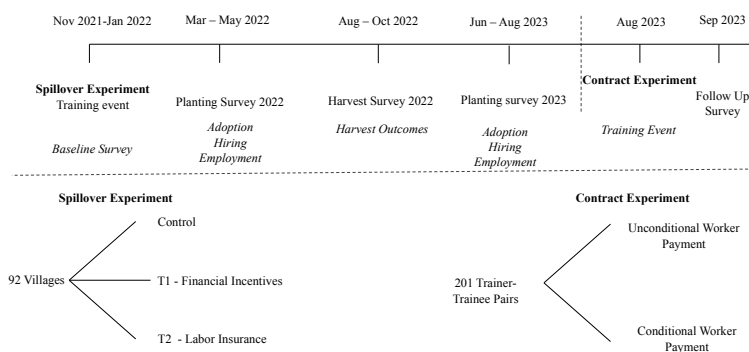 Nov 2021-Jan 2022
Mar – May 2022
Aug – Oct 2022
Jun – Aug 2023
Aug 2023
Sep 2023
Spillover Experiment
Training event
Baseline Survey
Planting Survey 2022
Adoption
Hiring
Employment
Harvest Survey 2022
Harvest Outcomes
Planting survey 2023
Adoption
Hiring
Employment
Contract Experiment
Training Event
Follow Up
Survey
Spillover Experiment
92 Villages
Control
T1 - Financial Incentives
T2 - Labor Insurance
Contract Experiment
201 Trainer-
Trainee Pairs
Unconditional Worker
Payment
Conditional Worker
Payment